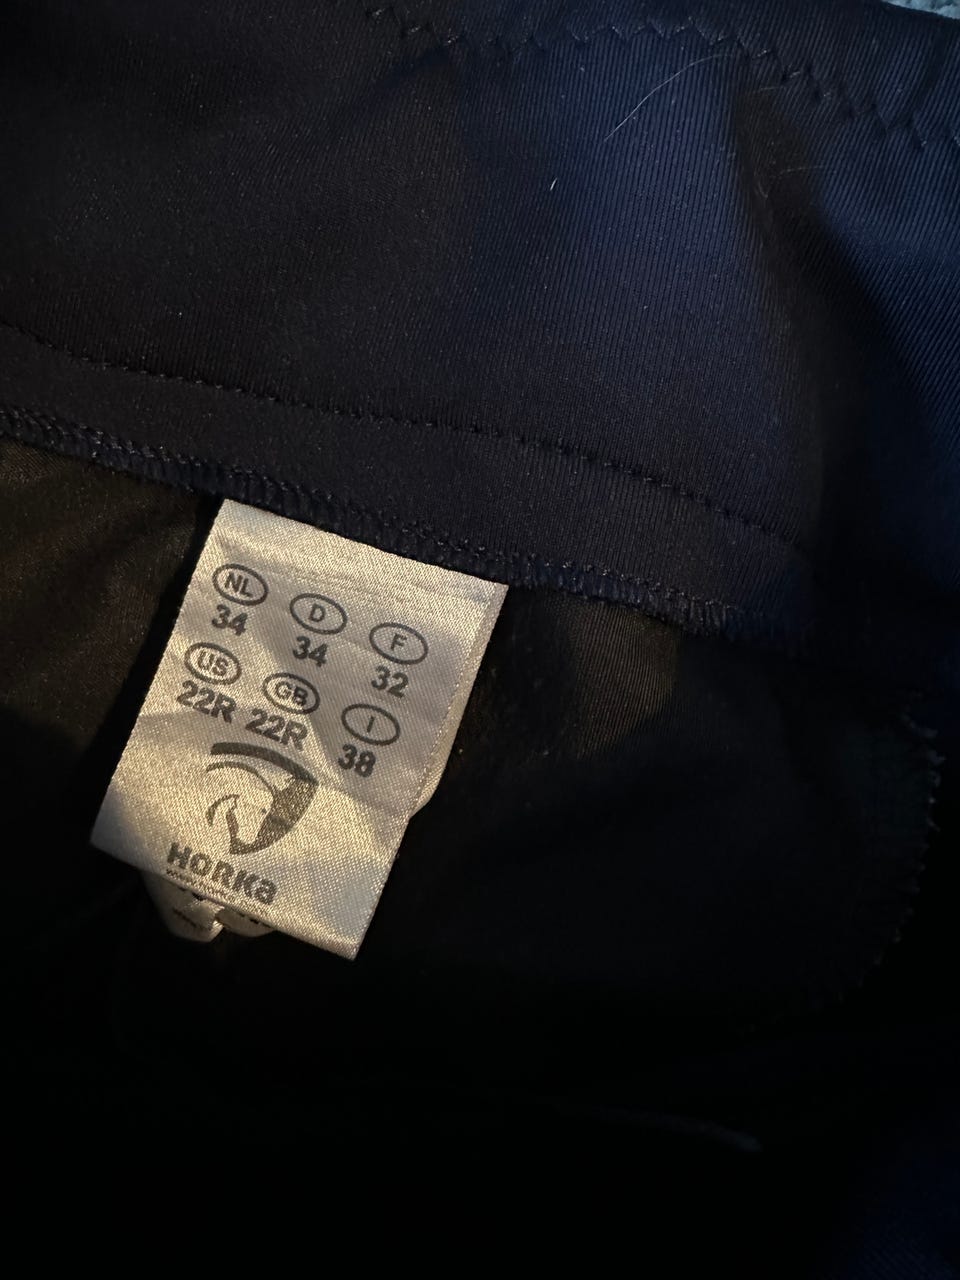 NL D F
34 34 32
US GB I
22R 22R 38
HORKa